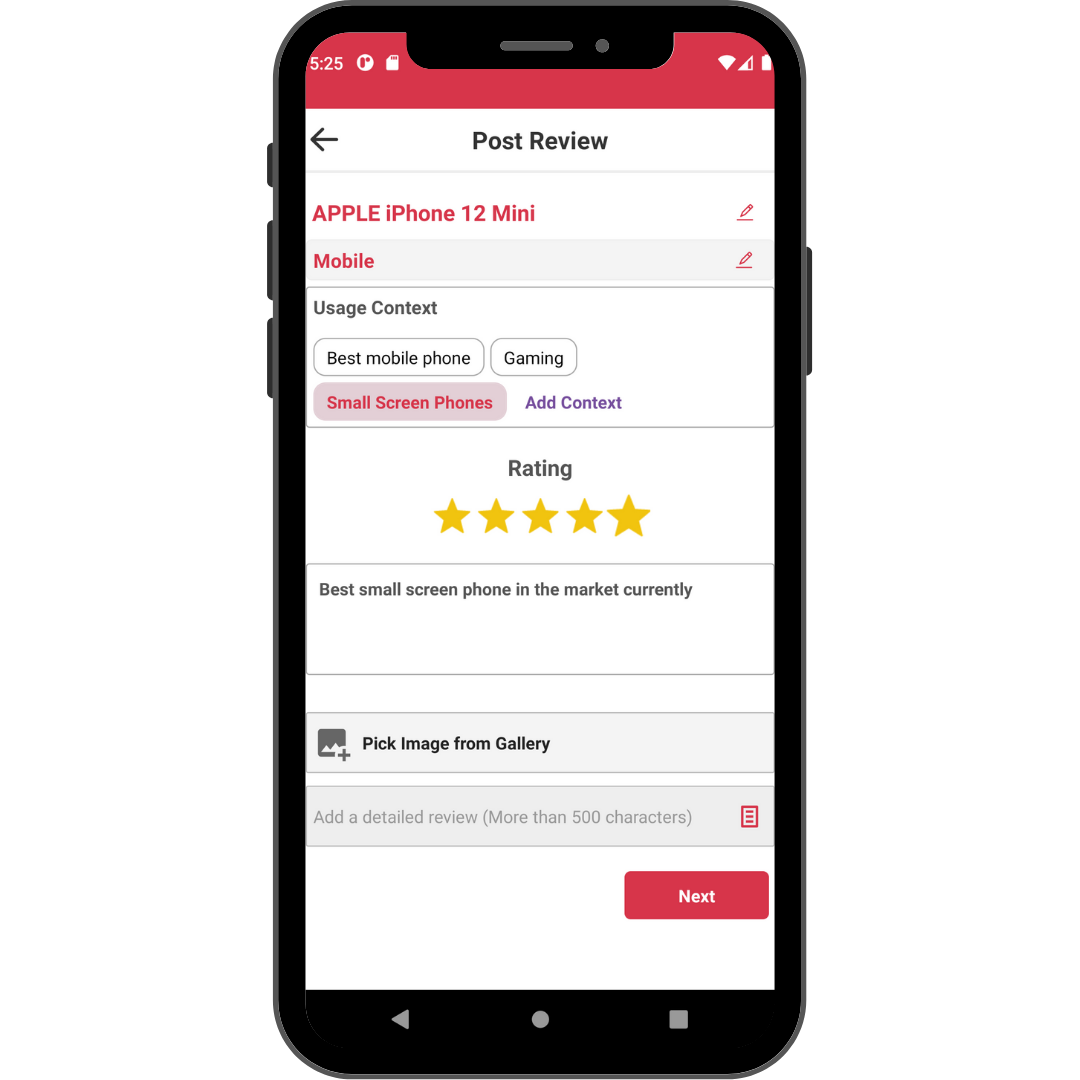 5:25
Post Review
APPLE iPhone 12 Mini
Mobile
Usage Context
Best mobile phone Gaming
Small Screen Phones Add Context
Rating
Best small screen phone in the market currently
Pick Image from Gallery
Add a detailed review (More than 500 characters)
Next